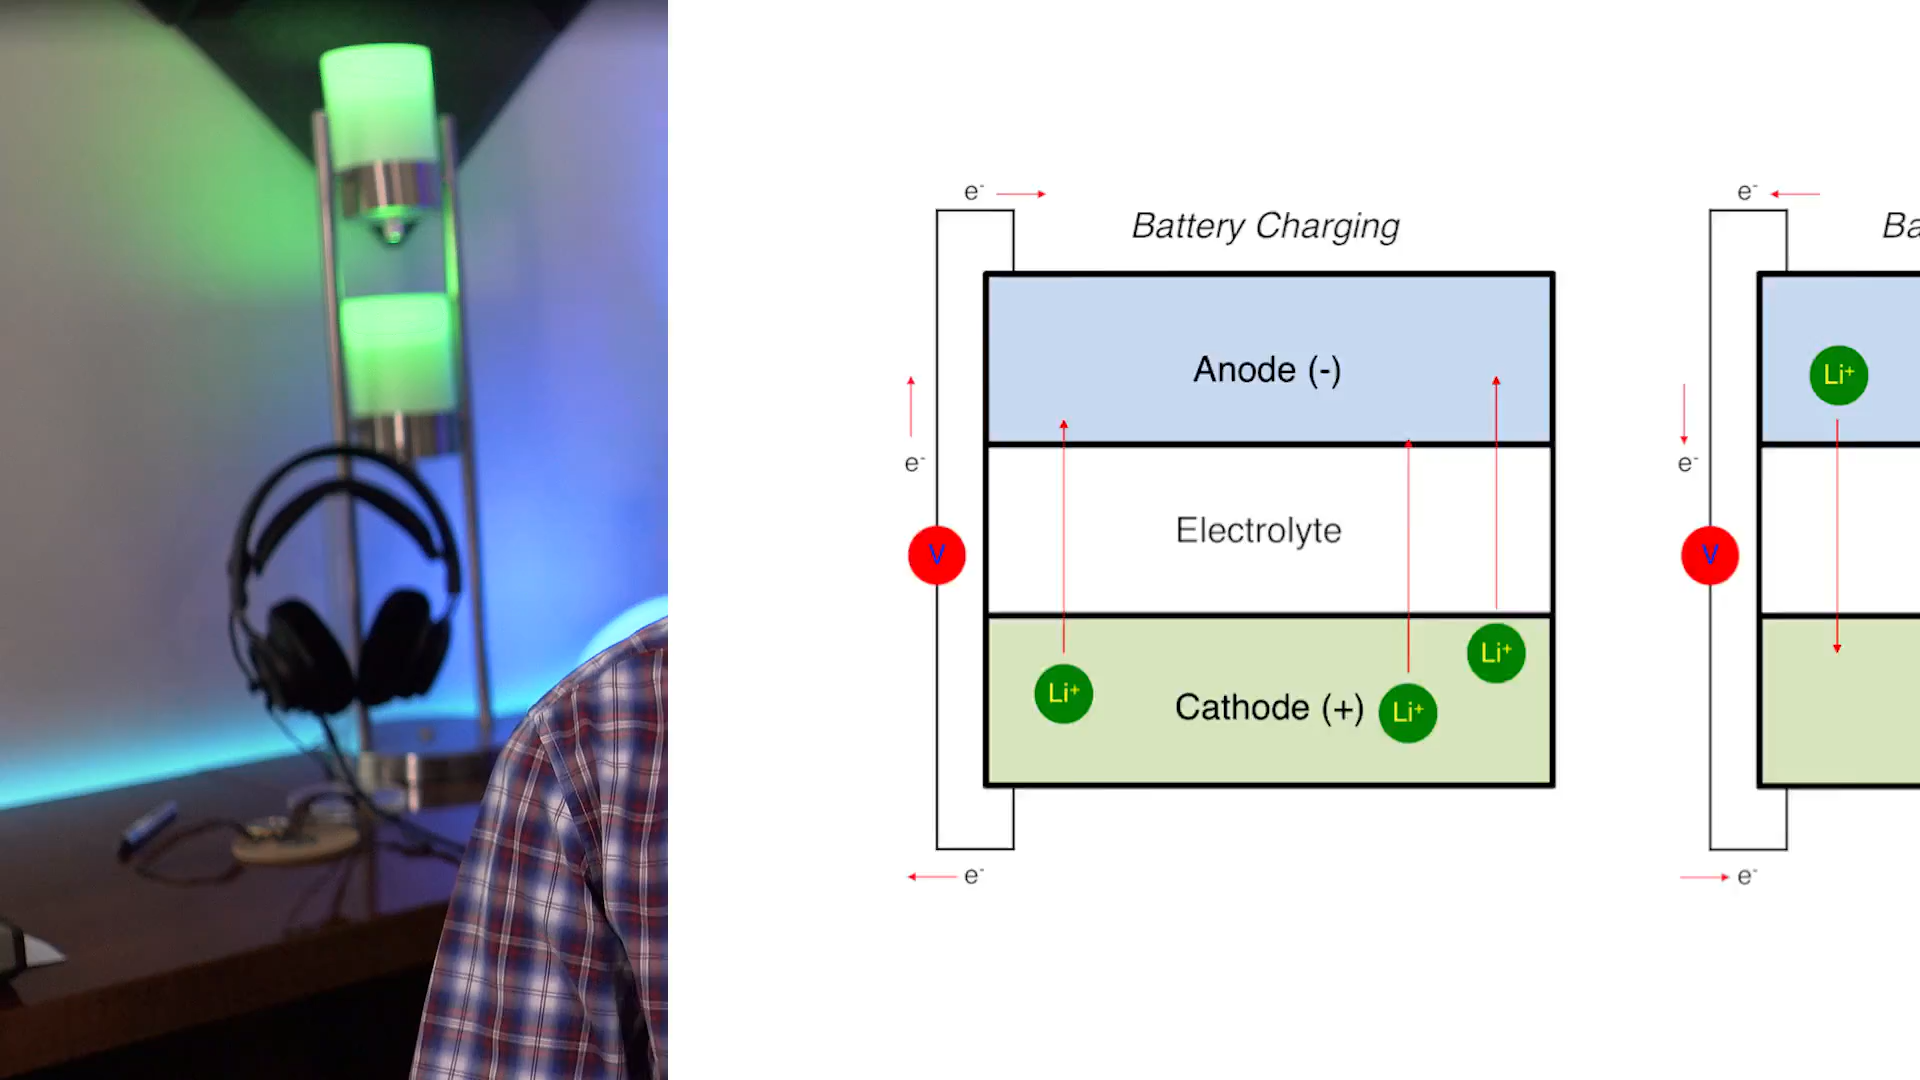 e-
Battery Charging
Anode (-)
e-
Electrolyte
V
Li+
Li+
Cathode (+)
Li+
e-
e-
Ba
Li+
e-
V
e-